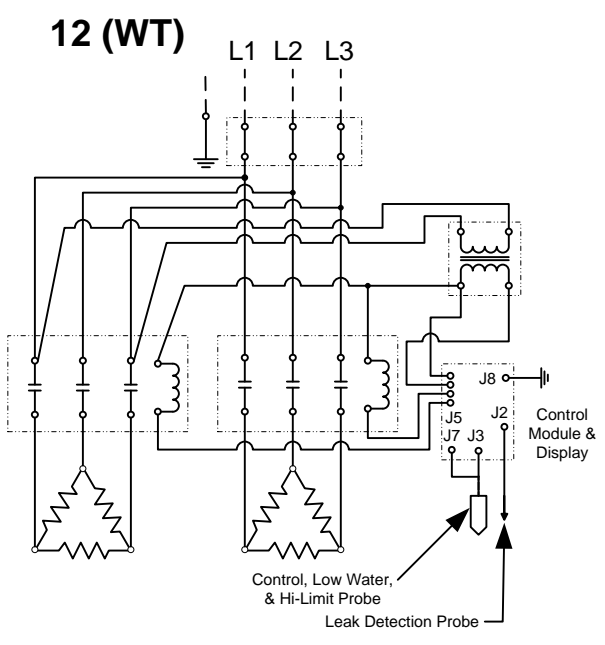 12 (WT)
L1 L2 L3
J8
J5
J2
J7 J3
Control
Module &
Display
Control, Low Water,
& Hi-Limit Probe
Leak Detection Probe